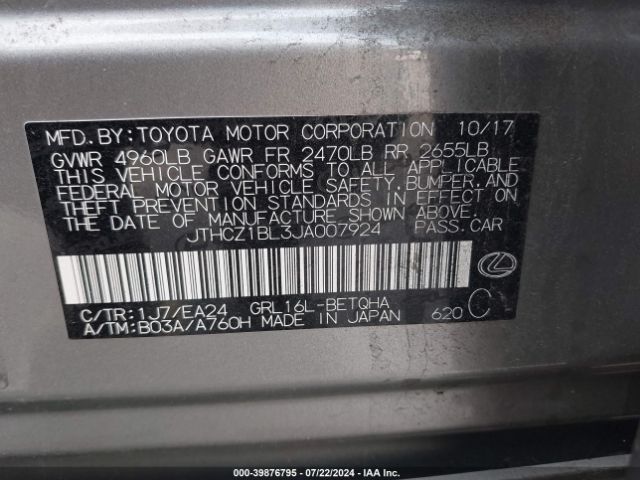 MFD. BY: TOYOTA MOTOR CORPORATION 10/17
GVWR 4960LB GAWR FR 2470LB RR 2655LB
THIS VEHICLE CONFORMS TO ALL APPLICABLE
FEDERAL MOTOR VEHICLE SAFETY, BUMPER, AND
THEFT PREVENTION STANDARDS IN EFFECT ON
THE DATE OF MANUFACTURE SHOWN ABOVE.
JTHCZ1BL3JA007924 PASS. CAR
C/TR: 1J7/EA24 GRL16L-BETQHA C
A/TM: B03A/A760H MADE IN JAPAN 620
000-39876795 - 07/22/2024 - IAA Inc.